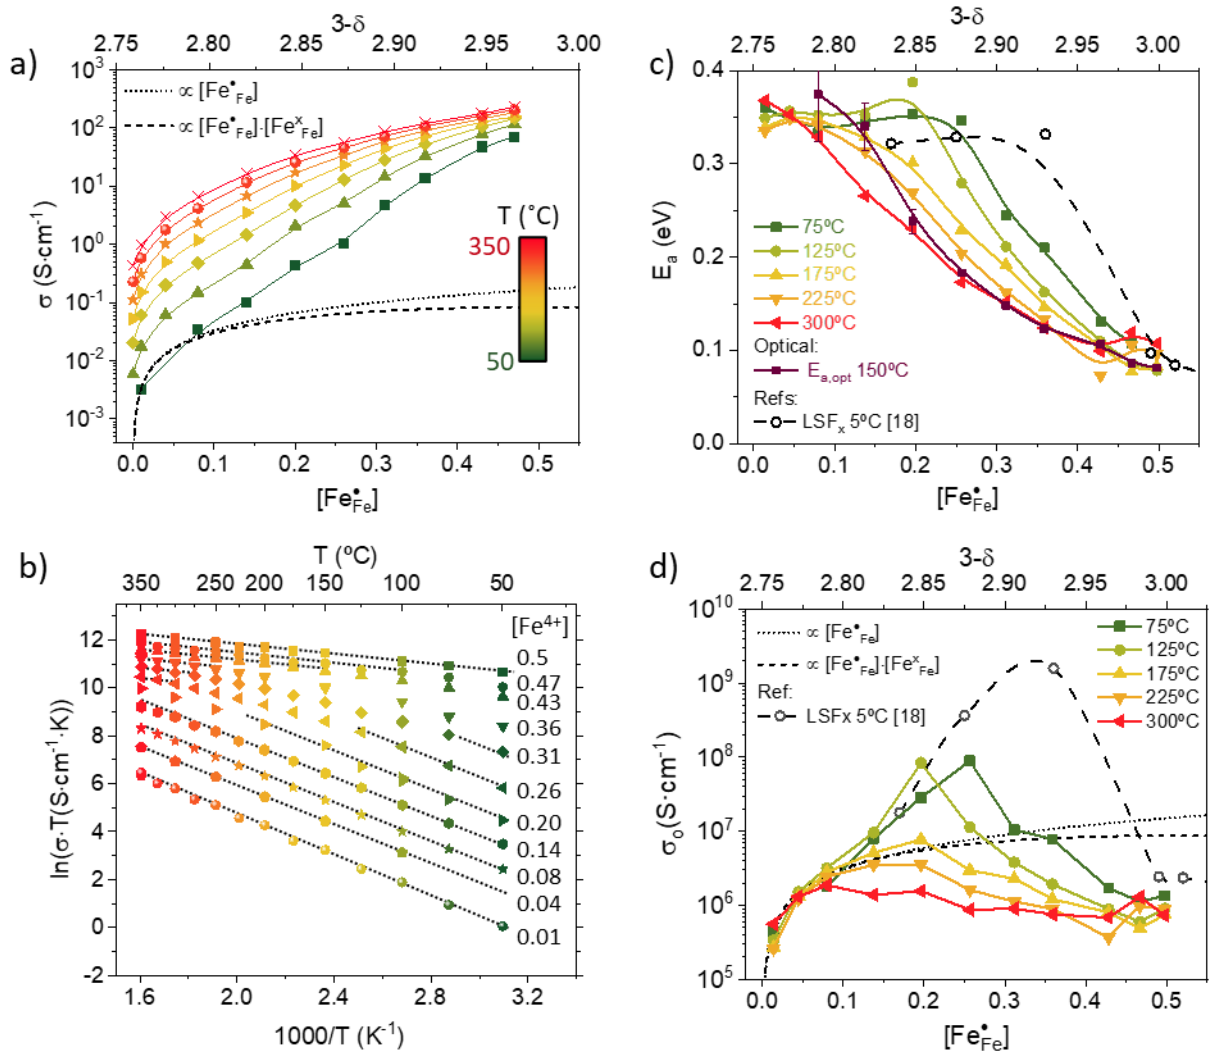 a)
3-δ
2.75 2.80 2.85 2.90 2.95 3.00
10³
10²
10¹
10⁰
10⁻¹
10⁻²
10⁻³
σ (S·cm⁻¹)
∝ [Fe•Fe]
∝ [Fe•Fe]·[FeˣFe]
T (˚C)
350
50
0.0 0.1 0.2 0.3 0.4 0.5
[Fe•Fe]
c)
3-δ
2.75 2.80 2.85 2.90 2.95 3.00
0.4
0.3
0.2
0.1
0.0
Eₐ (eV)
75ºC
125ºC
175ºC
225ºC
300ºC
Optical:
Ea,opt 150ºC
Refs:
LSFₓ 5ºC [18]
0.0 0.1 0.2 0.3 0.4 0.5
[Fe•Fe]
b)
T (ºC)
350 250 200 150 100 50
12
10
8
6
4
2
0
-2
ln(σ·T(S·cm⁻¹·K))
[Fe⁴⁺]
0.5
0.47
0.43
0.36
0.31
0.26
0.20
0.14
0.08
0.04
0.01
1.6 2.0 2.4 2.8 3.2
1000/T (K⁻¹)
d)
3-δ
2.75 2.80 2.85 2.90 2.95 3.00
10¹⁰
10⁹
10⁸
10⁷
10⁶
10⁵
σₒ(S·cm⁻¹)
∝ [Fe•Fe]
∝ [Fe•Fe]·[FeˣFe]
Ref:
LSFx 5ºC [18]
75ºC
125ºC
175ºC
225ºC
300ºC
0.0 0.1 0.2 0.3 0.4 0.5
[Fe•Fe]